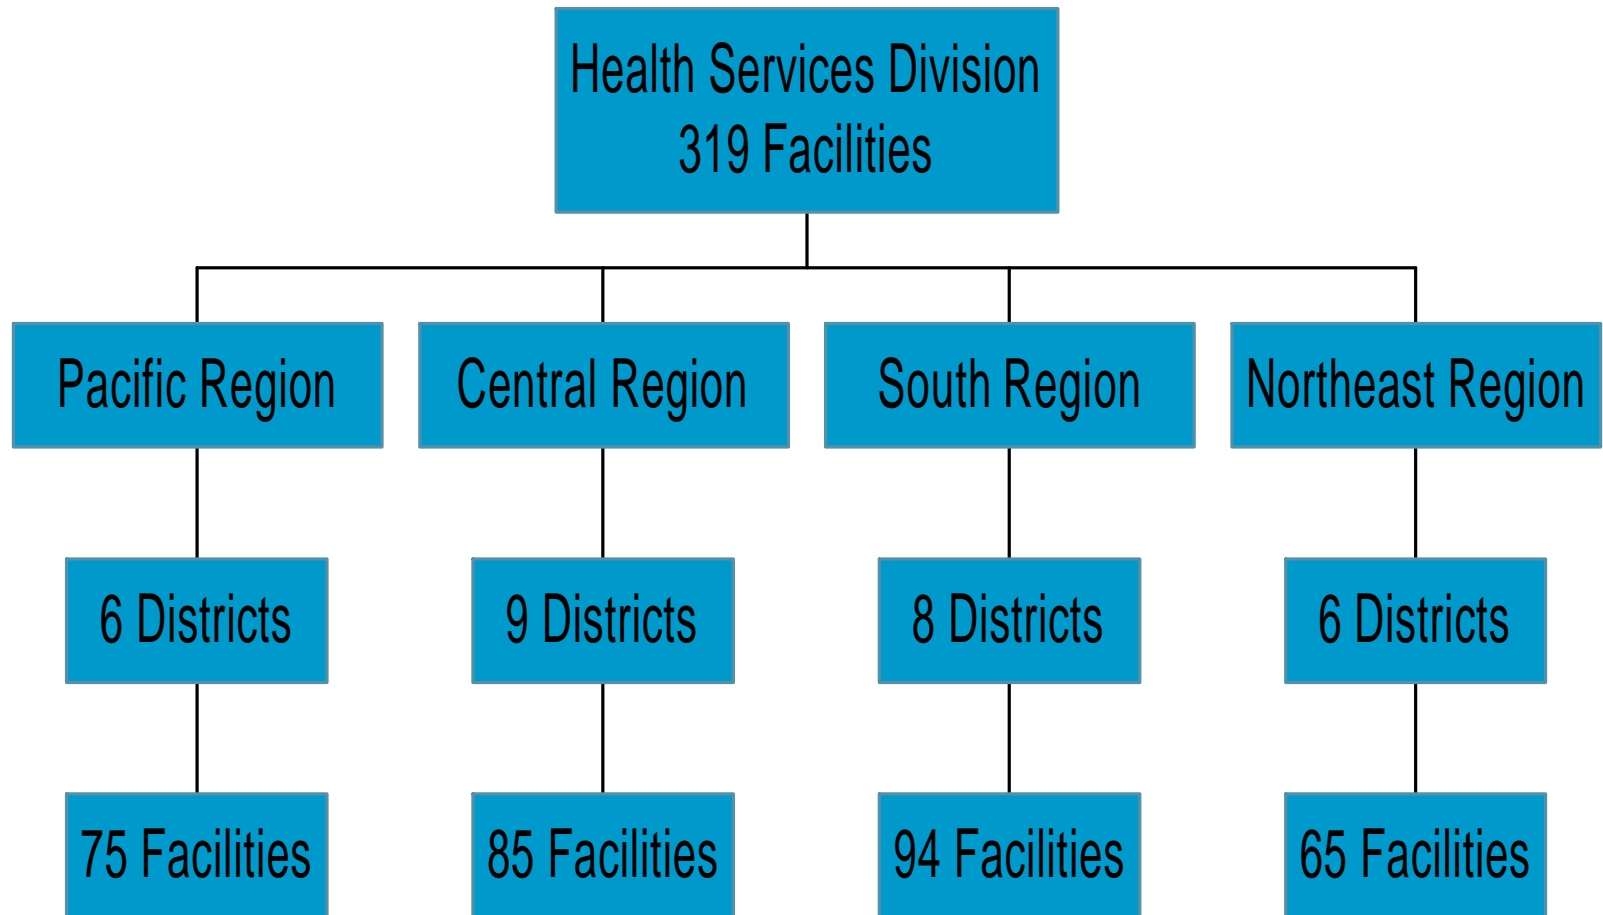 Health Services Division
319 Facilities
Pacific Region
Central Region
South Region
Northeast Region
6 Districts
9 Districts
8 Districts
6 Districts
75 Facilities
85 Facilities
94 Facilities
65 Facilities